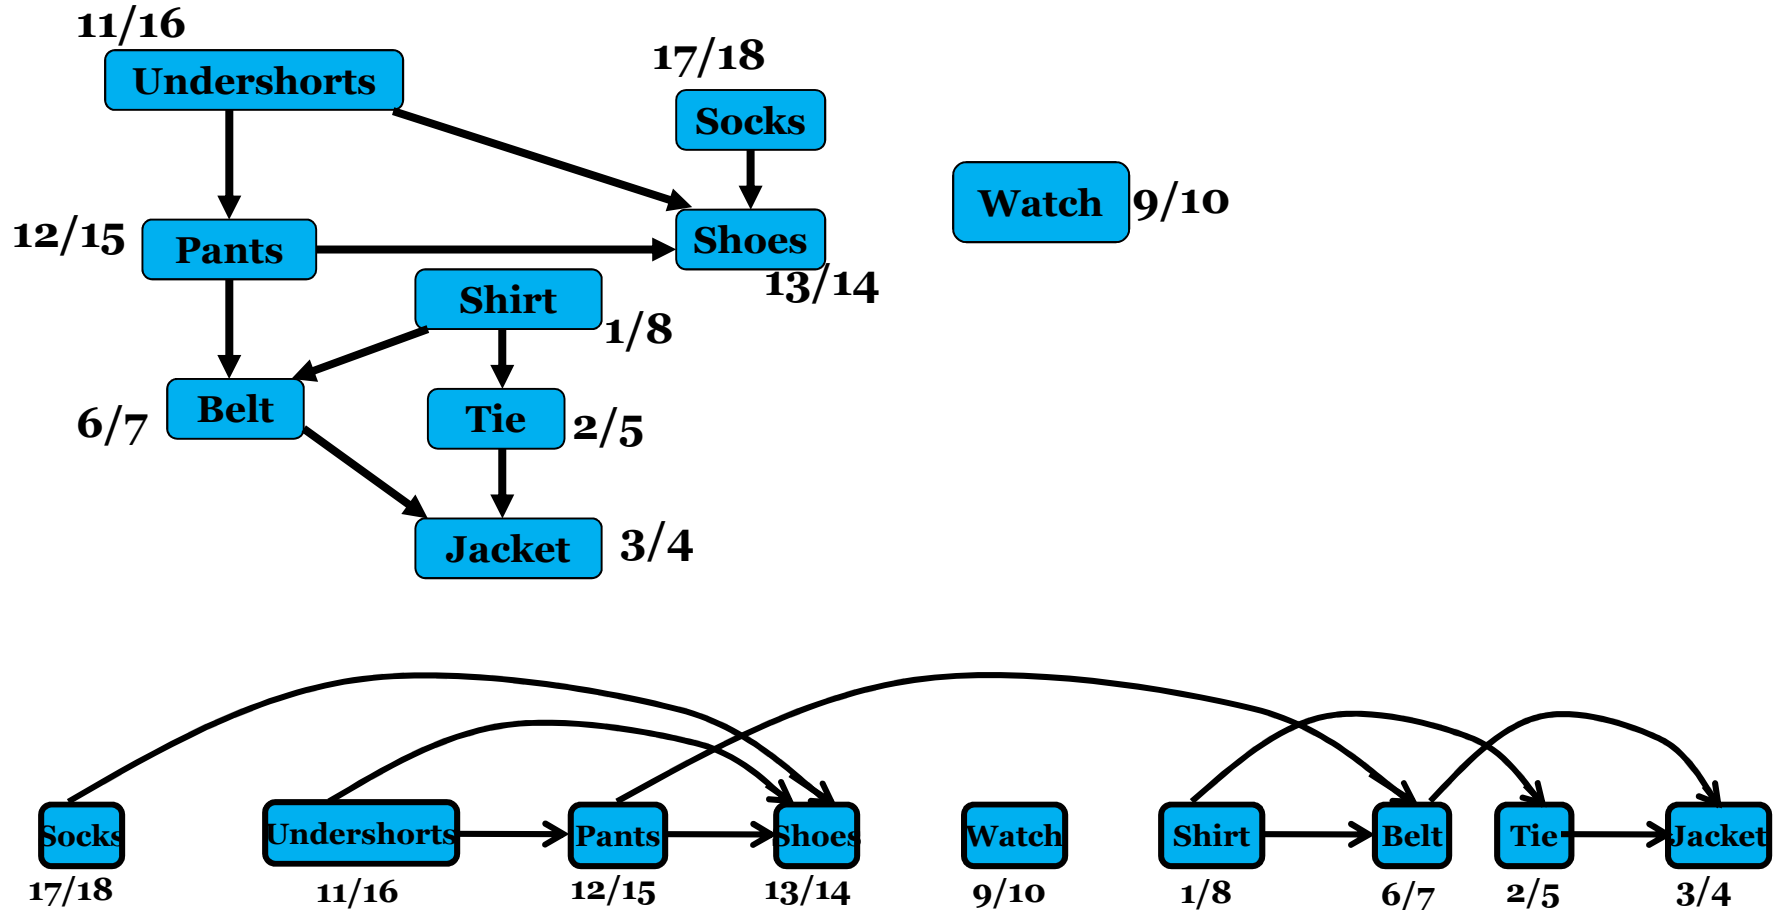 11/16
Undershorts
17/18
Socks
Watch 9/10
12/15 Pants
Shoes
13/14
Shirt
1/8
Belt
6/7
Tie
2/5
Jacket 3/4
Socks Undershorts Pants Shoes Watch Shirt Belt Tie Jacket
17/18 11/16 12/15 13/14 9/10 1/8 6/7 2/5 3/4